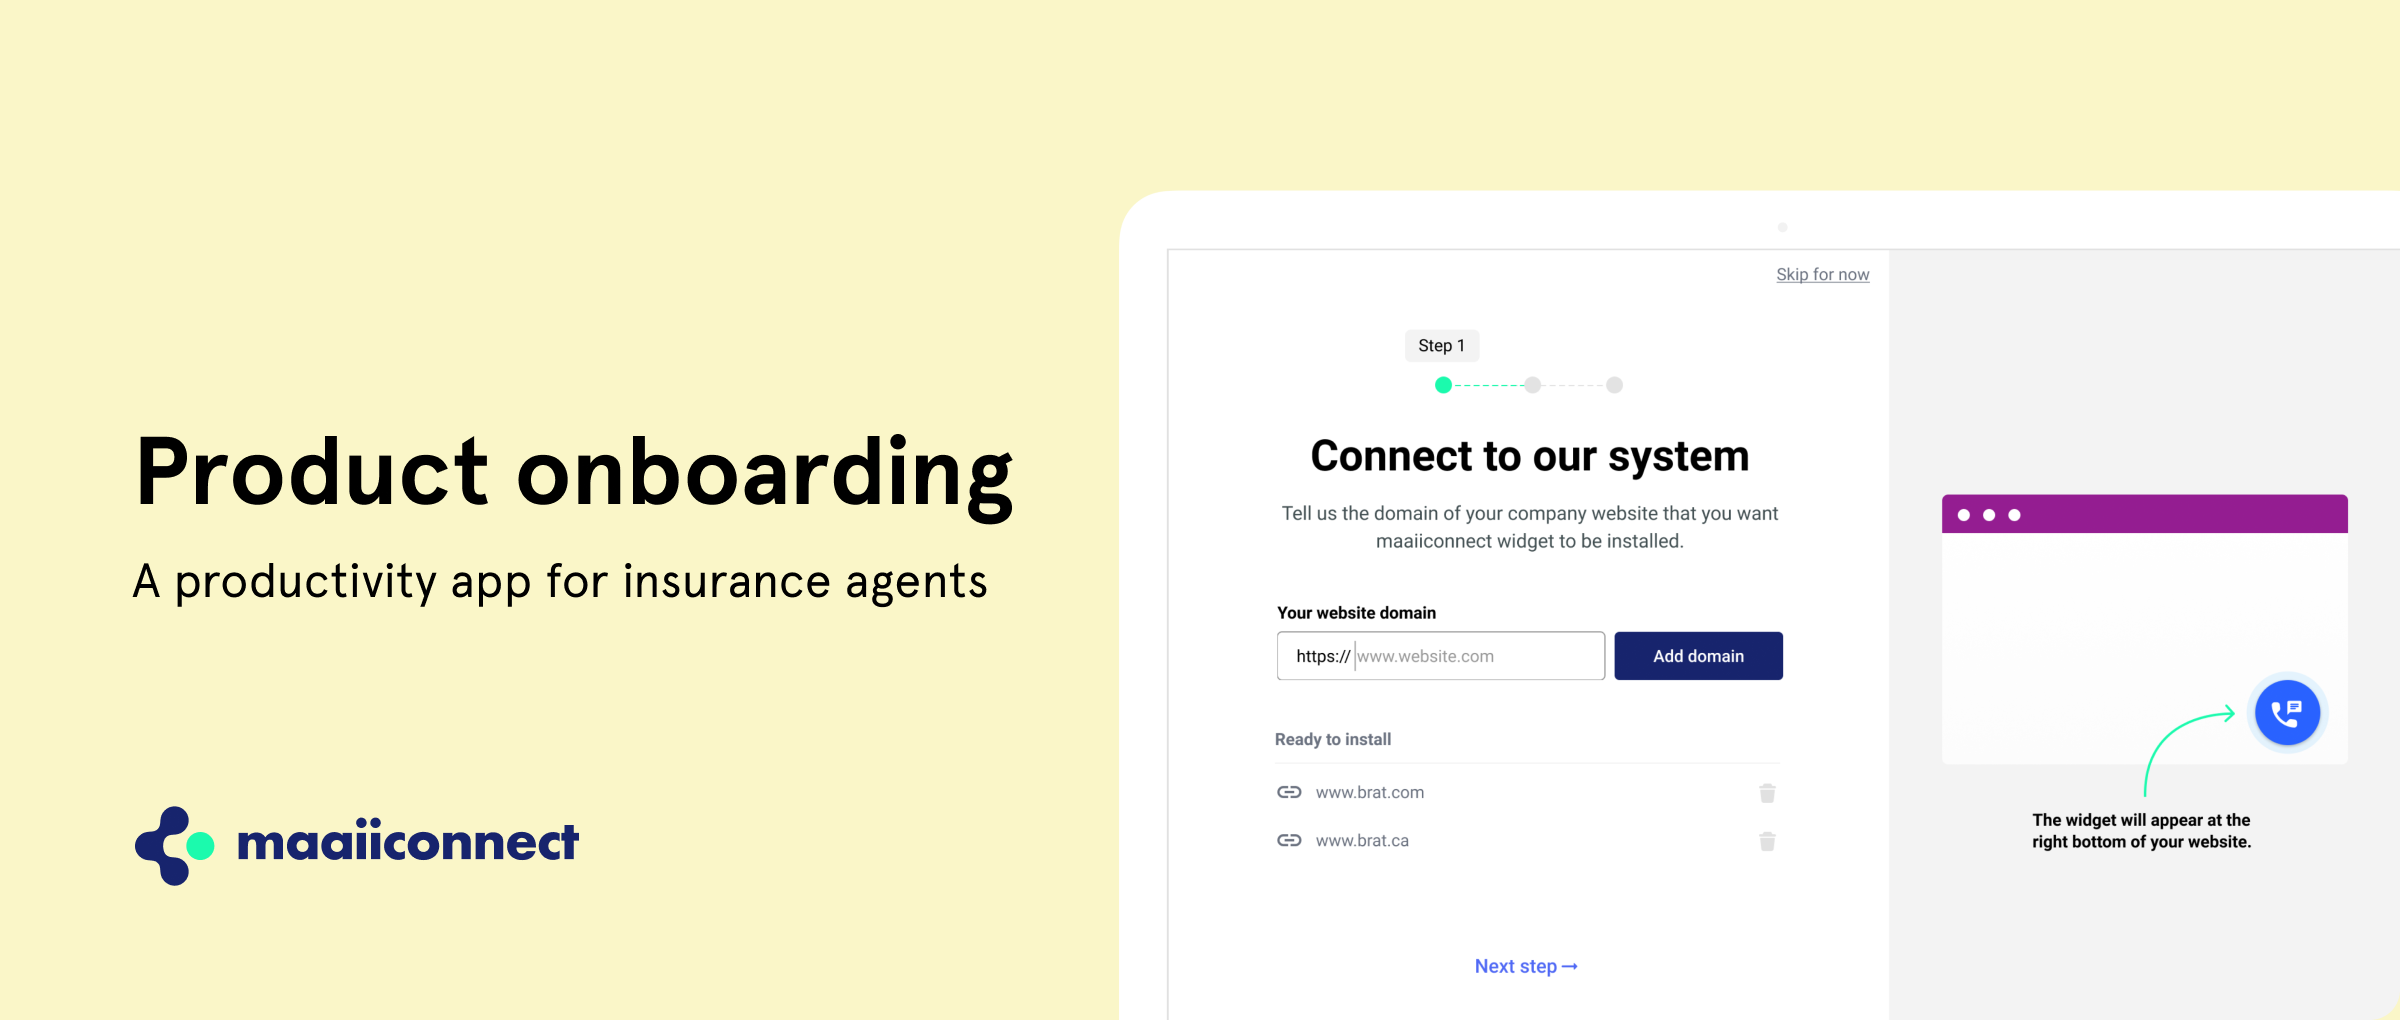 Product onboarding
A productivity app for insurance agents
maaiiconnect
Skip for now
Step 1
Connect to our system
Tell us the domain of your company website that you want
maaiiconnect widget to be installed.
Your website domain
https:// www.website.com
Add domain
Ready to install
www.brat.com
www.brat.ca
Next step →
The widget will appear at the
right bottom of your website.